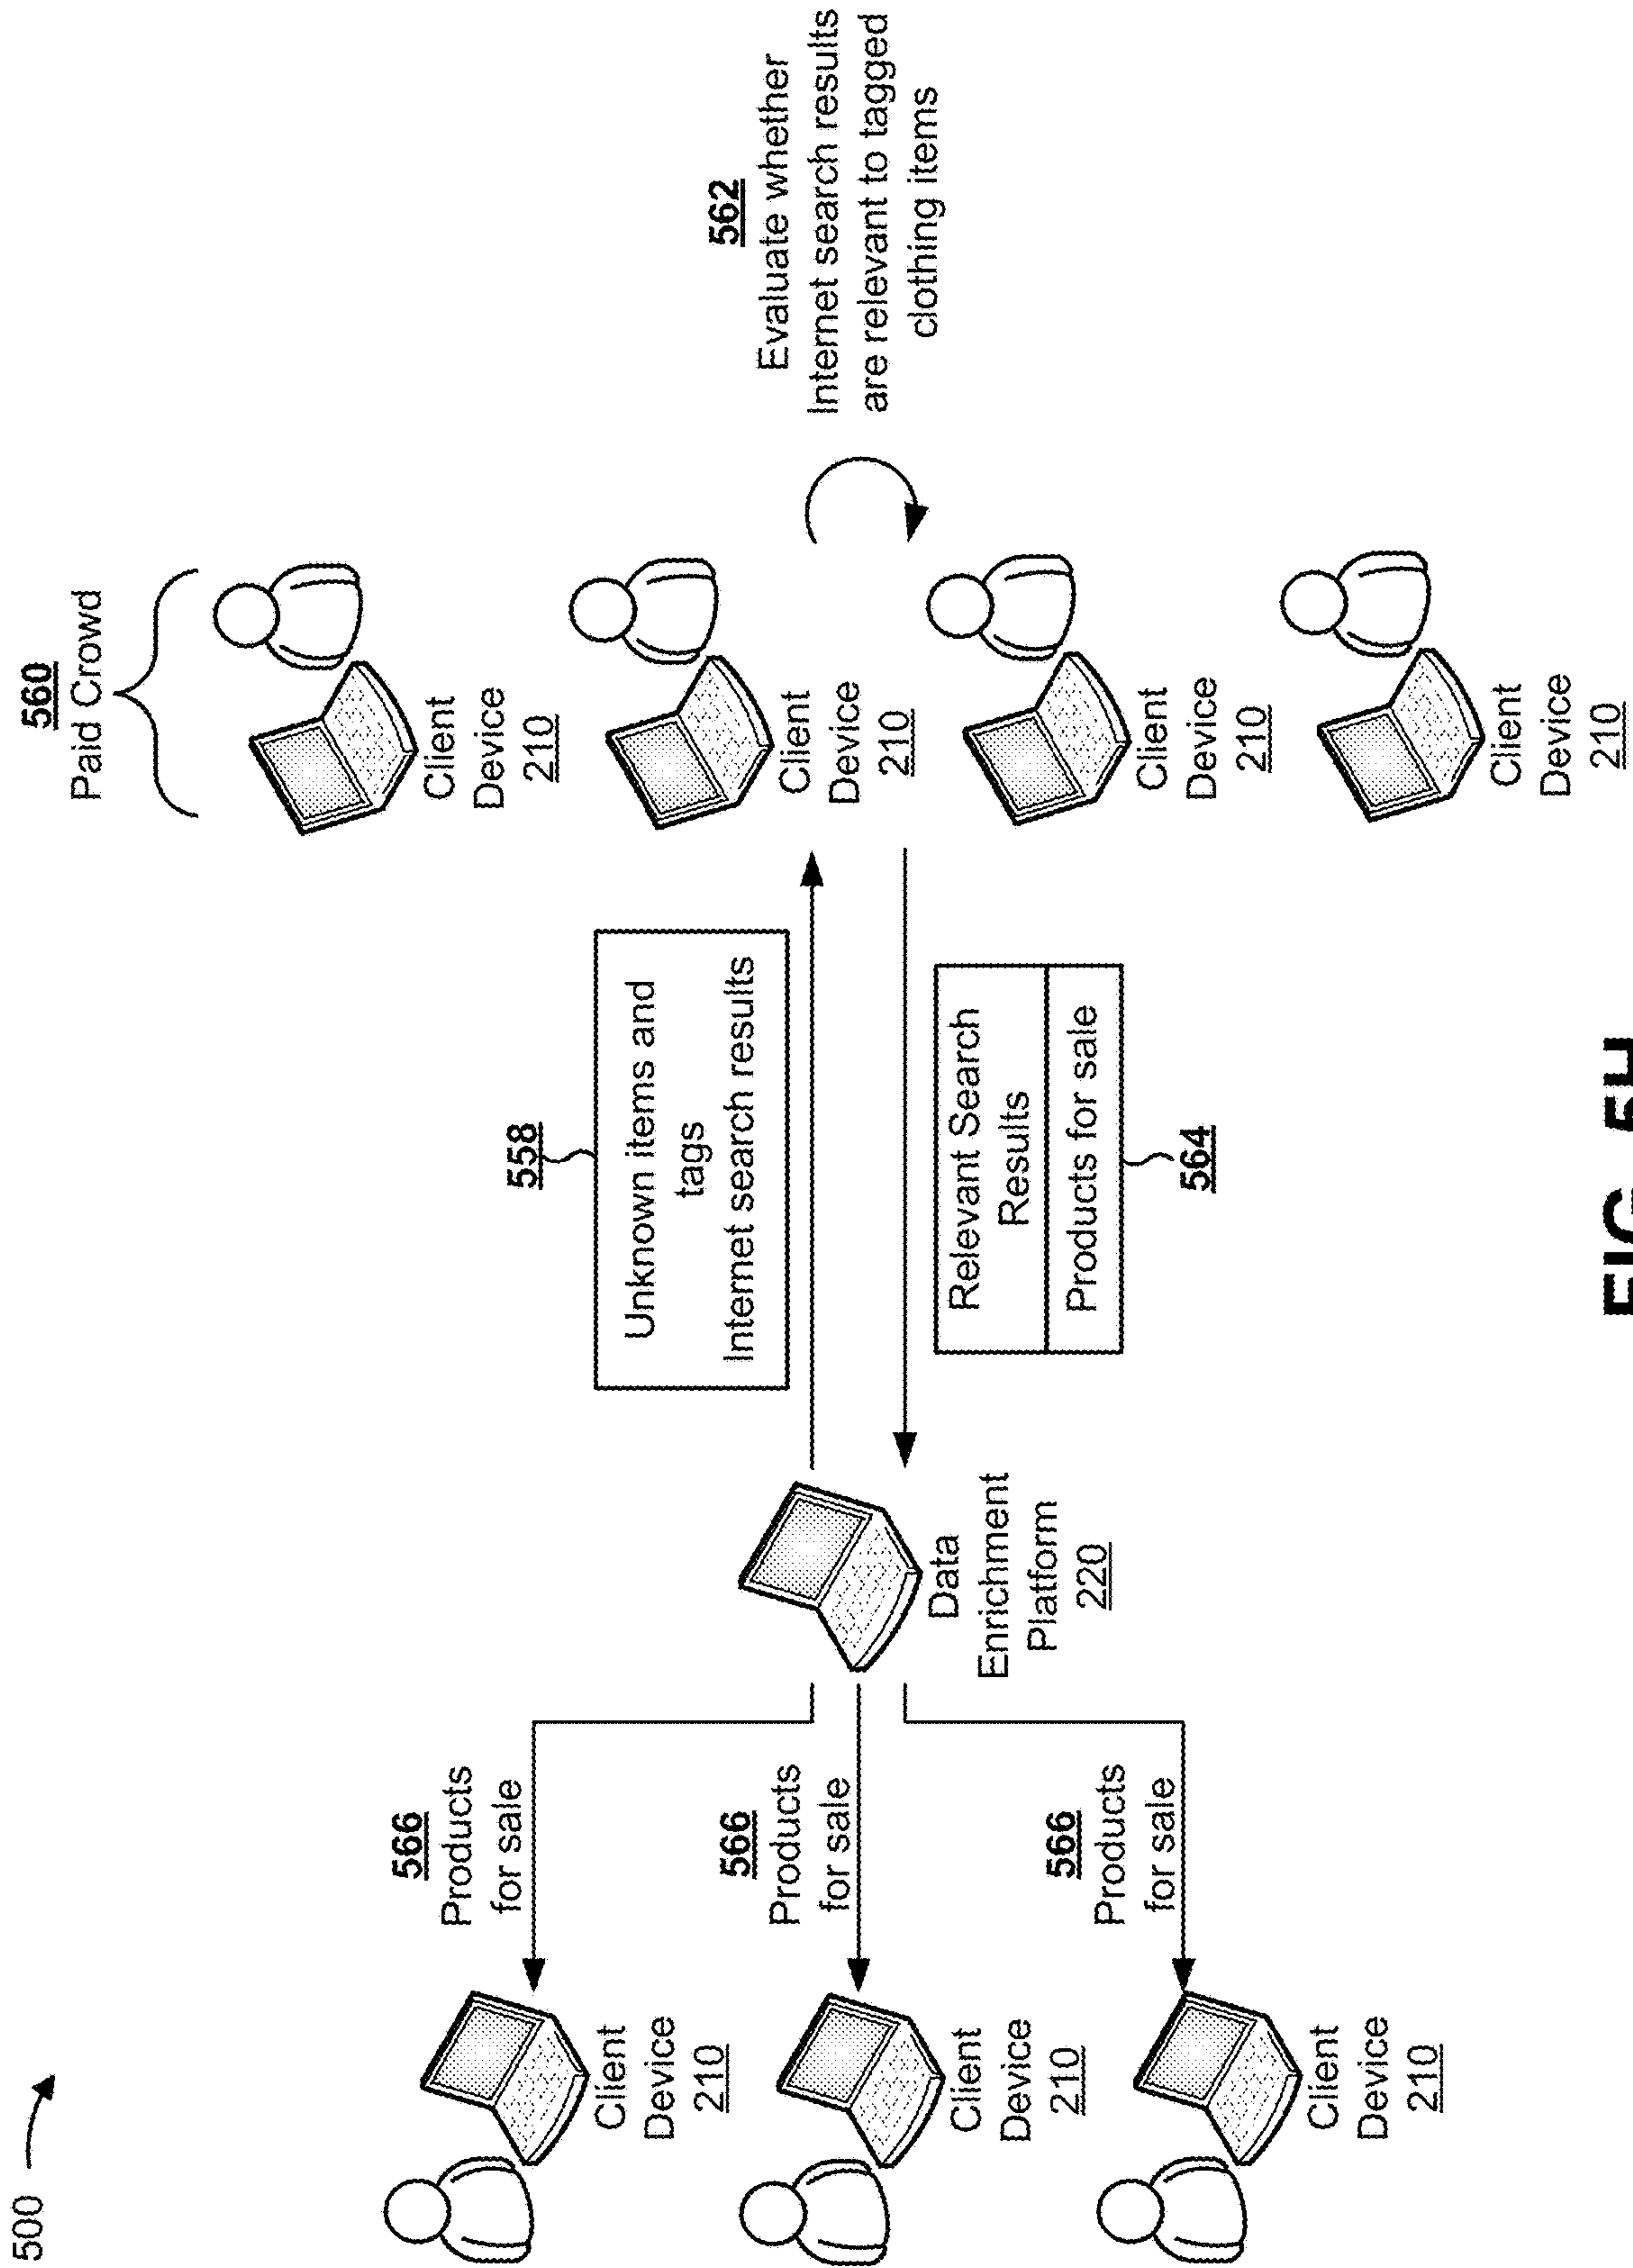 500
560
Paid Crowd
Client
Device
210
Client
Device
210
Client
Device
210
Client
Device
210
562
Evaluate whether
Internet search results
are relevant to tagged
clothing items
558
Unknown items and
tags
Internet search results
Relevant Search
Results
Products for sale
564
Data
Enrichment
Platform
220
566
Products
for sale
566
Products
for sale
566
Products
for sale
Client
Device
210
Client
Device
210
Client
Device
210
FIG. 5H